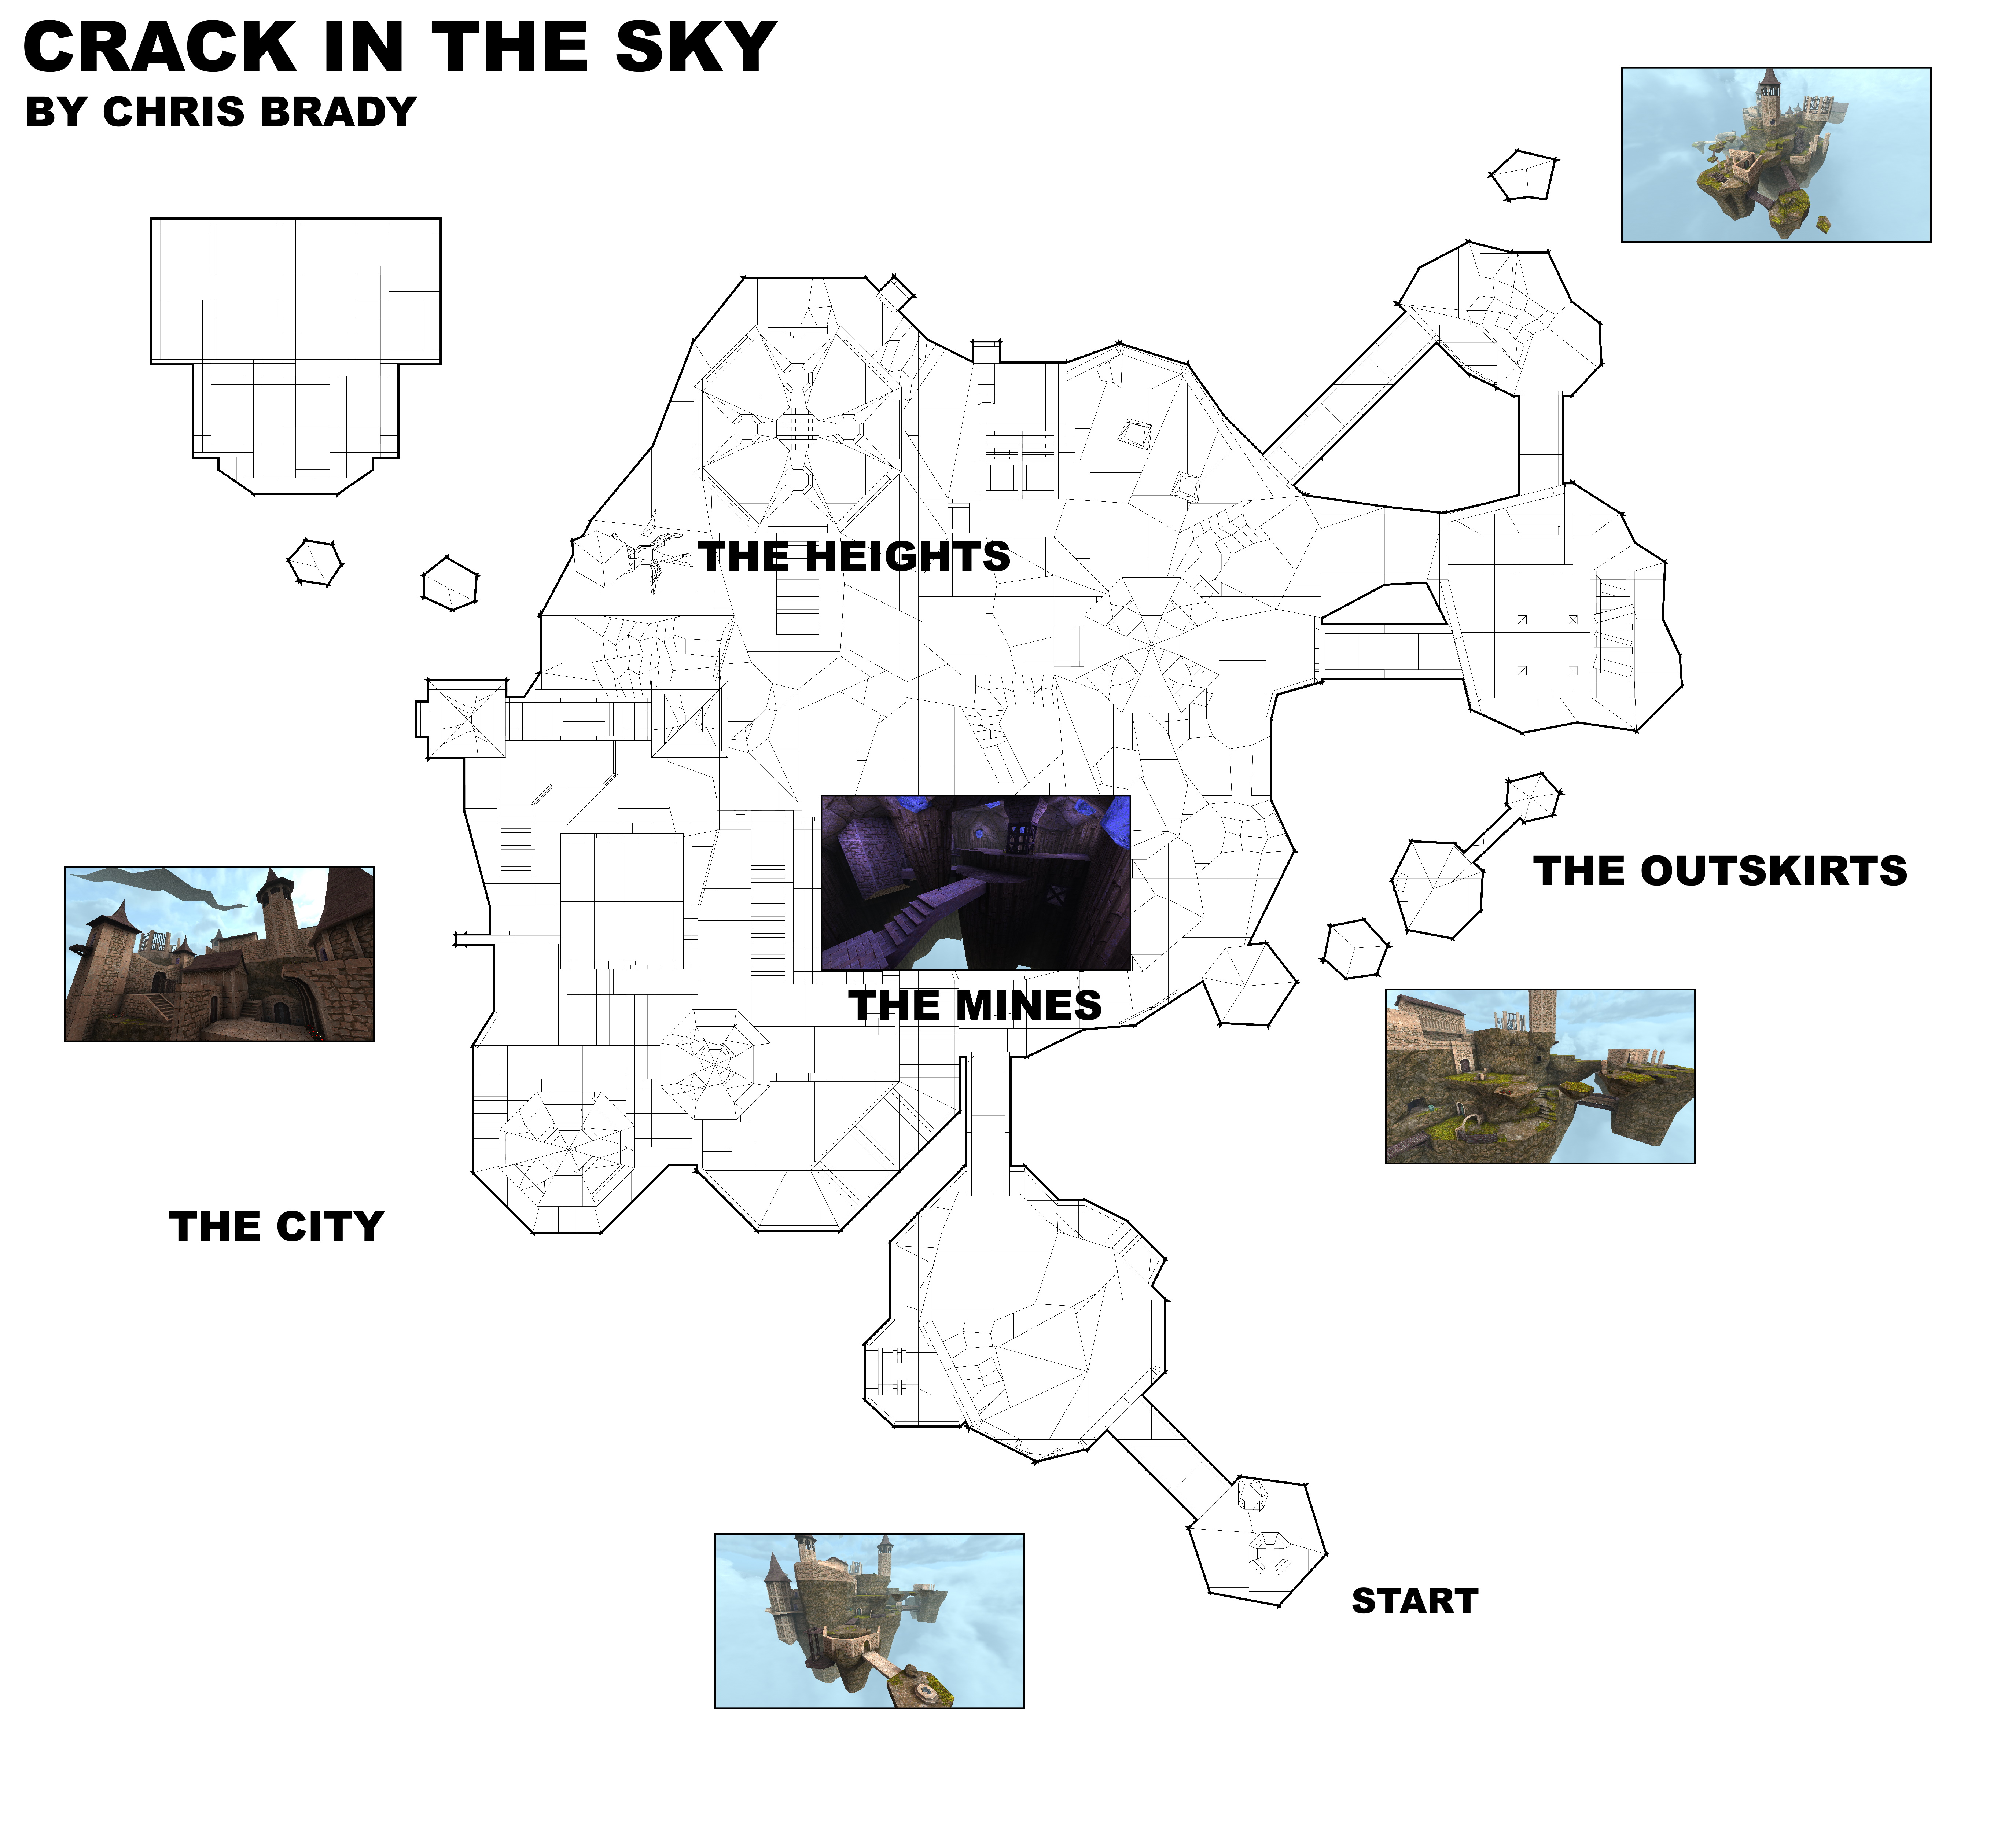 CRACK IN THE SKY
BY CHRIS BRADY
THE HEIGHTS
THE OUTSKIRTS
THE MINES
THE CITY
START